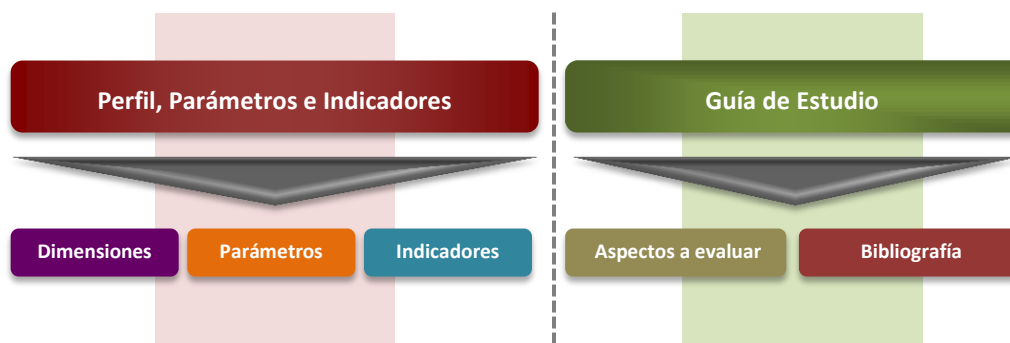 Perfil, Parámetros e Indicadores
Guía de Estudio
Dimensiones
Parámetros
Indicadores
Aspectos a evaluar
Bibliografía